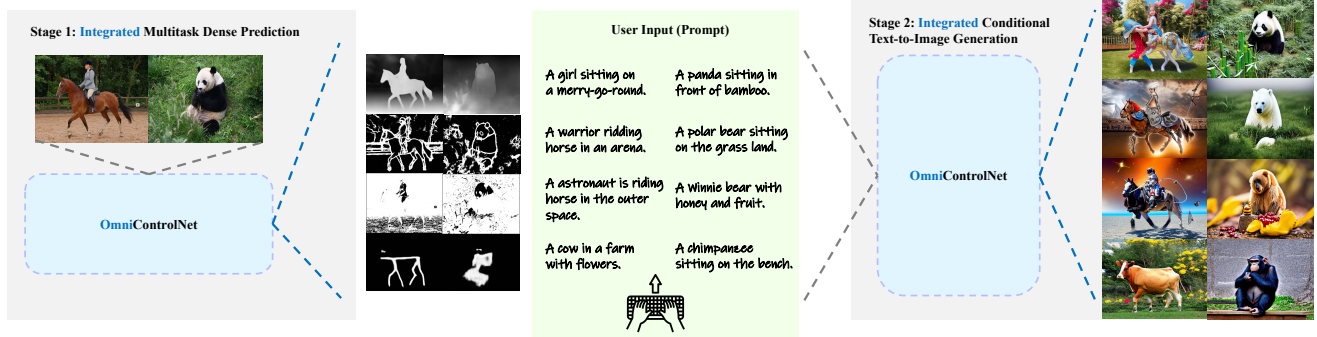 Stage 1: Integrated Multitask Dense Prediction
OmniControlNet
User Input (Prompt)
A girl sitting on
a merry-go-round.
A panda sitting in
front of bamboo.
A warrior ridding
horse in an arena.
A polar bear sitting
on the grass land.
A astronaut is riding
horse in the outer
space.
A Winnie bear with
honey and fruit.
A cow in a farm
with flowers.
A chimpanzee
sitting on the bench.
Stage 2: Integrated Conditional
Text-to-Image Generation
OmniControlNet